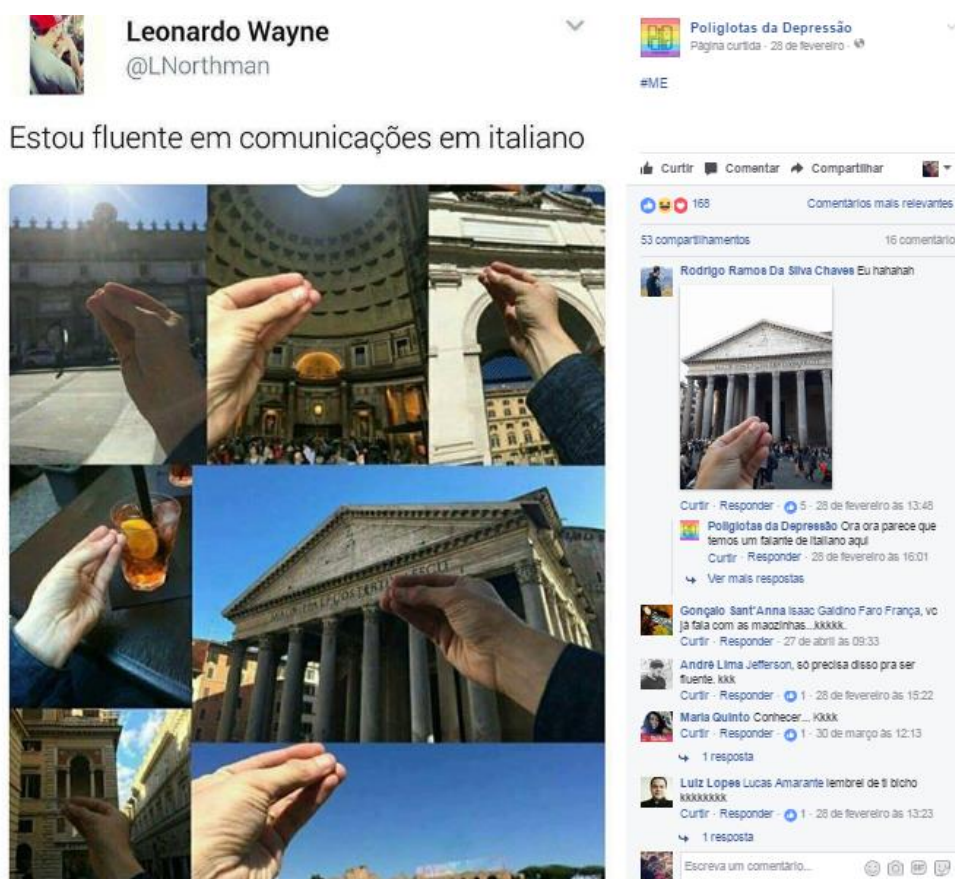 Leonardo Wayne
@LNorthman
Estou fluente em comunicações em italiano
Poliglotas da Depressão
Página curtida · 28 de fevereiro ·
#ME
Curtir Comentar Compartilhar
168 Comentários mais relevantes
53 compartilhamentos 16 comentário
Rodrigo Ramos Da Silva Chaves Eu hahahah
Curtir · Responder · 5 · 28 de fevereiro às 13:48
Poliglotas da Depressão Ora ora parece que
temos um falante de italiano aqui
Curtir · Responder · 28 de fevereiro às 16:01
Ver mais respostas
Gonçalo Sant'Anna Isaac Galdino Faro França, vc
já fala com as maozinhas...kkkkk.
Curtir · Responder · 27 de abril às 09:33
André Lima Jefferson, só precisa disso pra ser
fluente. kkk
Curtir · Responder · 1 · 28 de fevereiro às 15:22
Maria Quinto Conhecer... Kkkk
Curtir · Responder · 1 · 30 de março às 12:13
1 resposta
Luiz Lopes Lucas Amarante lembrei de ti bicho
kkkkkkkk
Curtir · Responder · 1 · 28 de fevereiro às 13:23
1 resposta
Escreva um comentário...